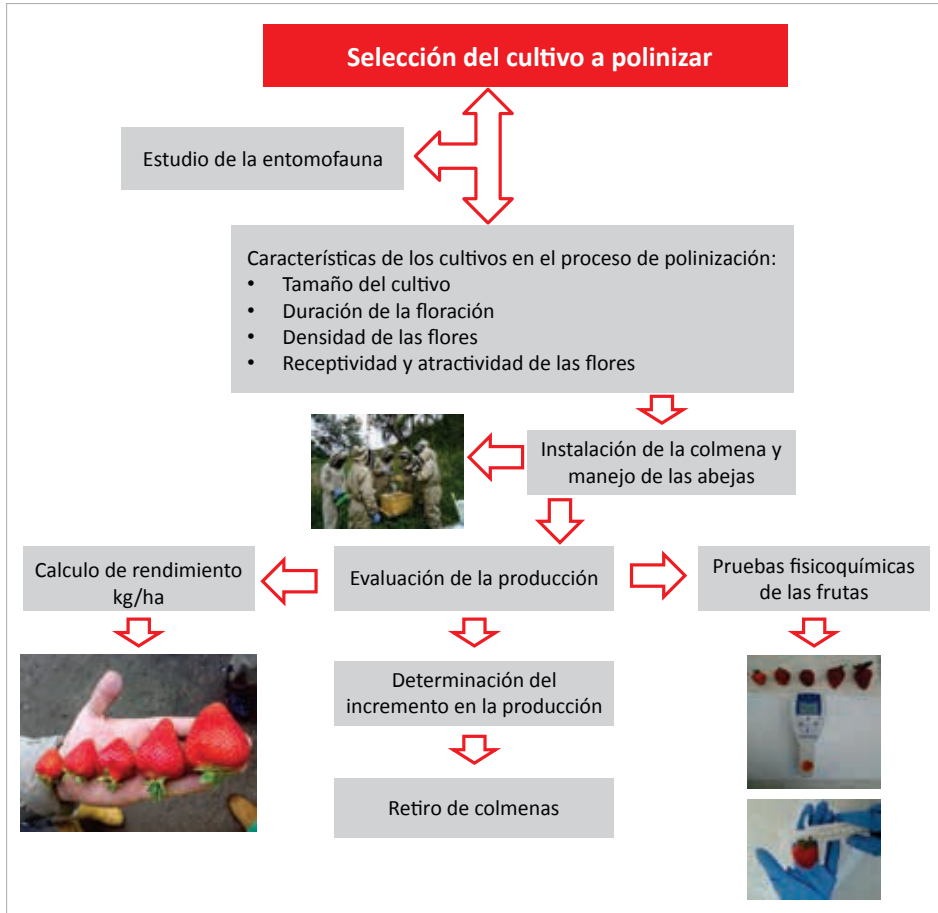 Selección del cultivo a polinizar
Estudio de la entomofauna
Características de los cultivos en el proceso de polinización:
• Tamaño del cultivo
• Duración de la floración
• Densidad de las flores
• Receptividad y atractividad de las flores
Instalación de la colmena y
manejo de las abejas
Calculo de rendimiento
kg/ha
Evaluación de la producción
Pruebas fisicoquímicas
de las frutas
Determinación del
incremento en la producción
Retiro de colmenas